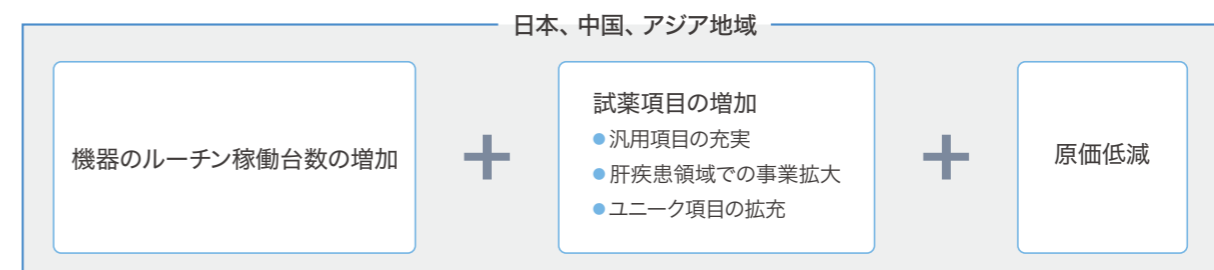 日本、中国、アジア地域
機器のルーチン稼働台数の増加
+
試薬項目の増加
●汎用項目の充実
●肝疾患領域での事業拡大
●ユニーク項目の拡充
+
原価低減